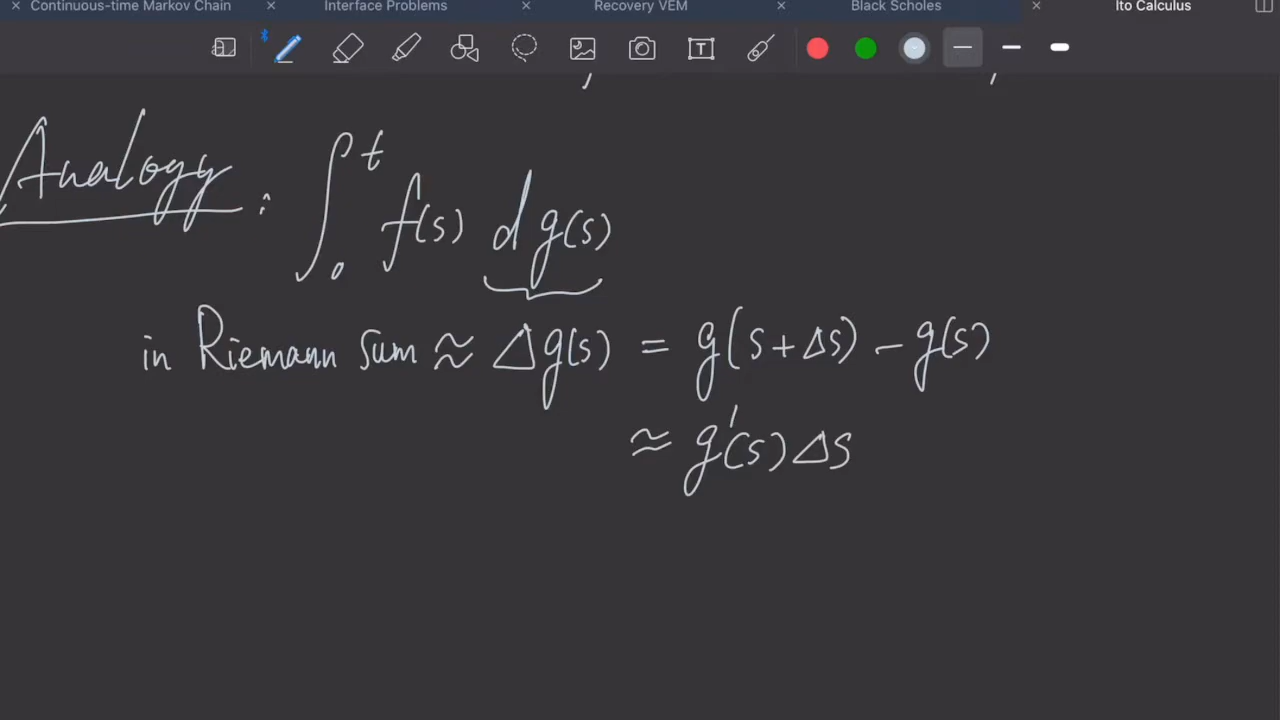 Continuous-time Markov Chain Interface Problems Recovery VEM Black Scholes Ito Calculus
T
Analogy : ∫₀ᵗ f(s) dg(s)
in Riemann sum ≈ Δg(s) = g(s+Δs) − g(s)
≈ g'(s)Δs